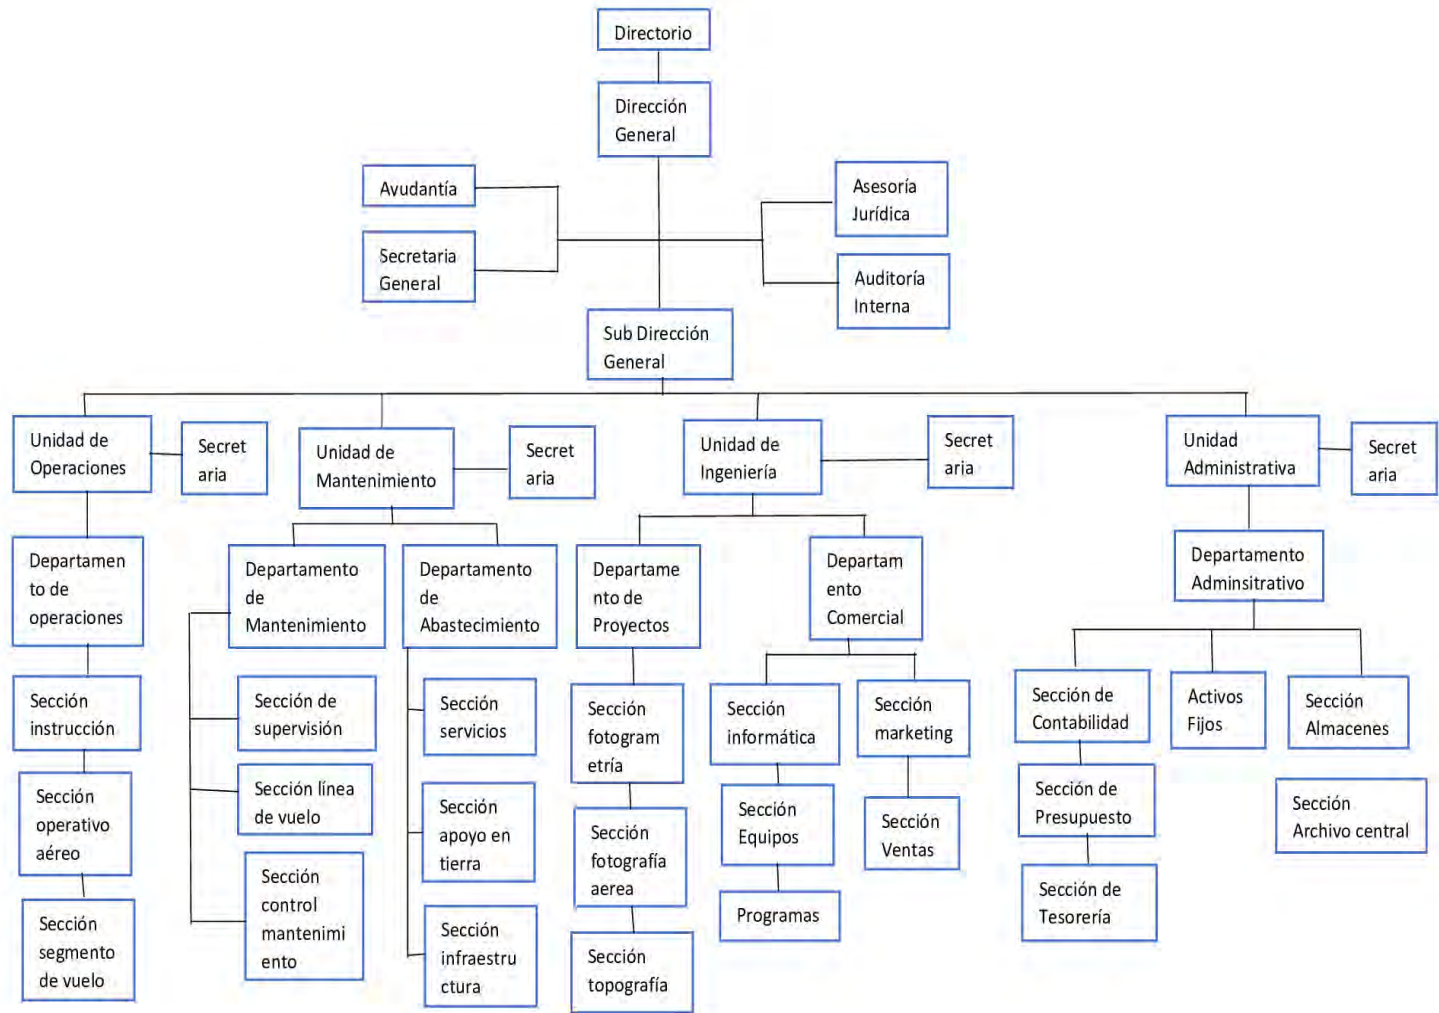 Directorio
Dirección
General
Avudantía
Asesoría
Jurídica
Secretaria
General
Auditoría
Interna
Sub Dirección
General
Unidad de
Operaciones
Secret
aria
Unidad de
Mantenimiento
Secret
aria
Unidad de
Ingeniería
Secret
aria
Unidad
Administrativa
Secret
aria
Departamen
to de
operaciones
Departamento
de
Mantenimiento
Departamento
de
Abastecimiento
Departame
nto de
Proyectos
Departam
ento
Comercial
Departamento
Adminsitrativo
Sección
instrucción
Sección de
supervisión
Sección
servicios
Sección
fotogram
etría
Sección
informática
Sección
marketing
Sección de
Contabilidad
Activos
Fijos
Sección
Almacenes
Sección
operativo
aéreo
Sección línea
de vuelo
Sección
apoyo en
tierra
Sección
fotografía
aerea
Sección
Equipos
Sección
Ventas
Sección de
Presupuesto
Sección
Archivo central
Sección
segmento
de vuelo
Sección
control
mantenimi
ento
Sección
infraestru
ctura
Sección
topografía
Programas
Sección de
Tesorería